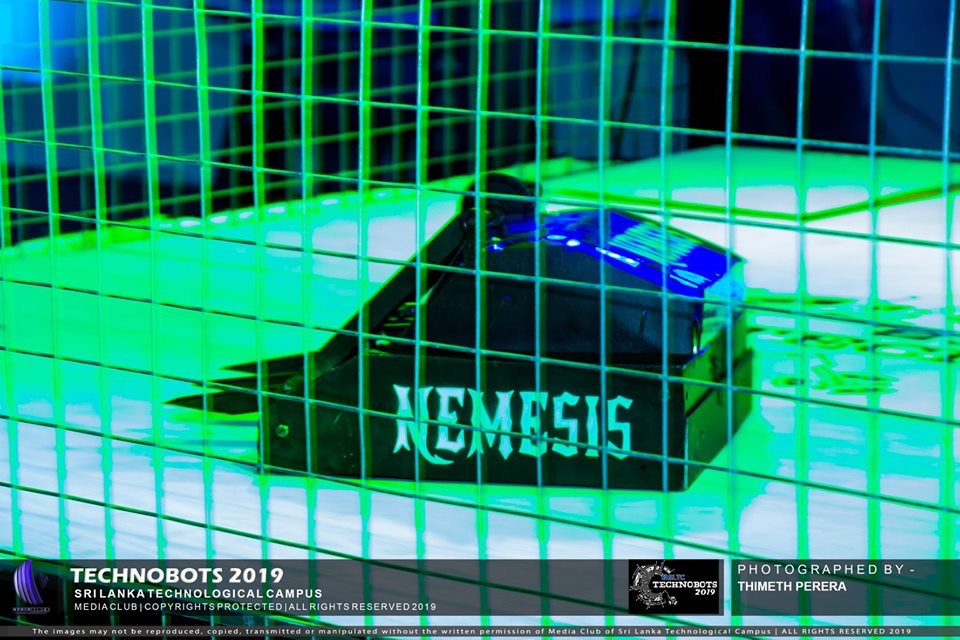 NEMESIS
TECHNOBOTS 2019
SRI LANKA TECHNOLOGICAL CAMPUS
MEDIA CLUB | COPYRIGHTS PROTECTED | ALL RIGHTS RESERVED 2019
MEDIA CLUB
SLTC
TECHNOBOTS
2019
PHOTOGRAPHED BY -
THIMETH PERERA
The images may not be reproduced, copied, transmitted or manipulated without the written permission of Media Club of Sri Lanka Technological Campus | ALL RIGHTS RESERVED 2019